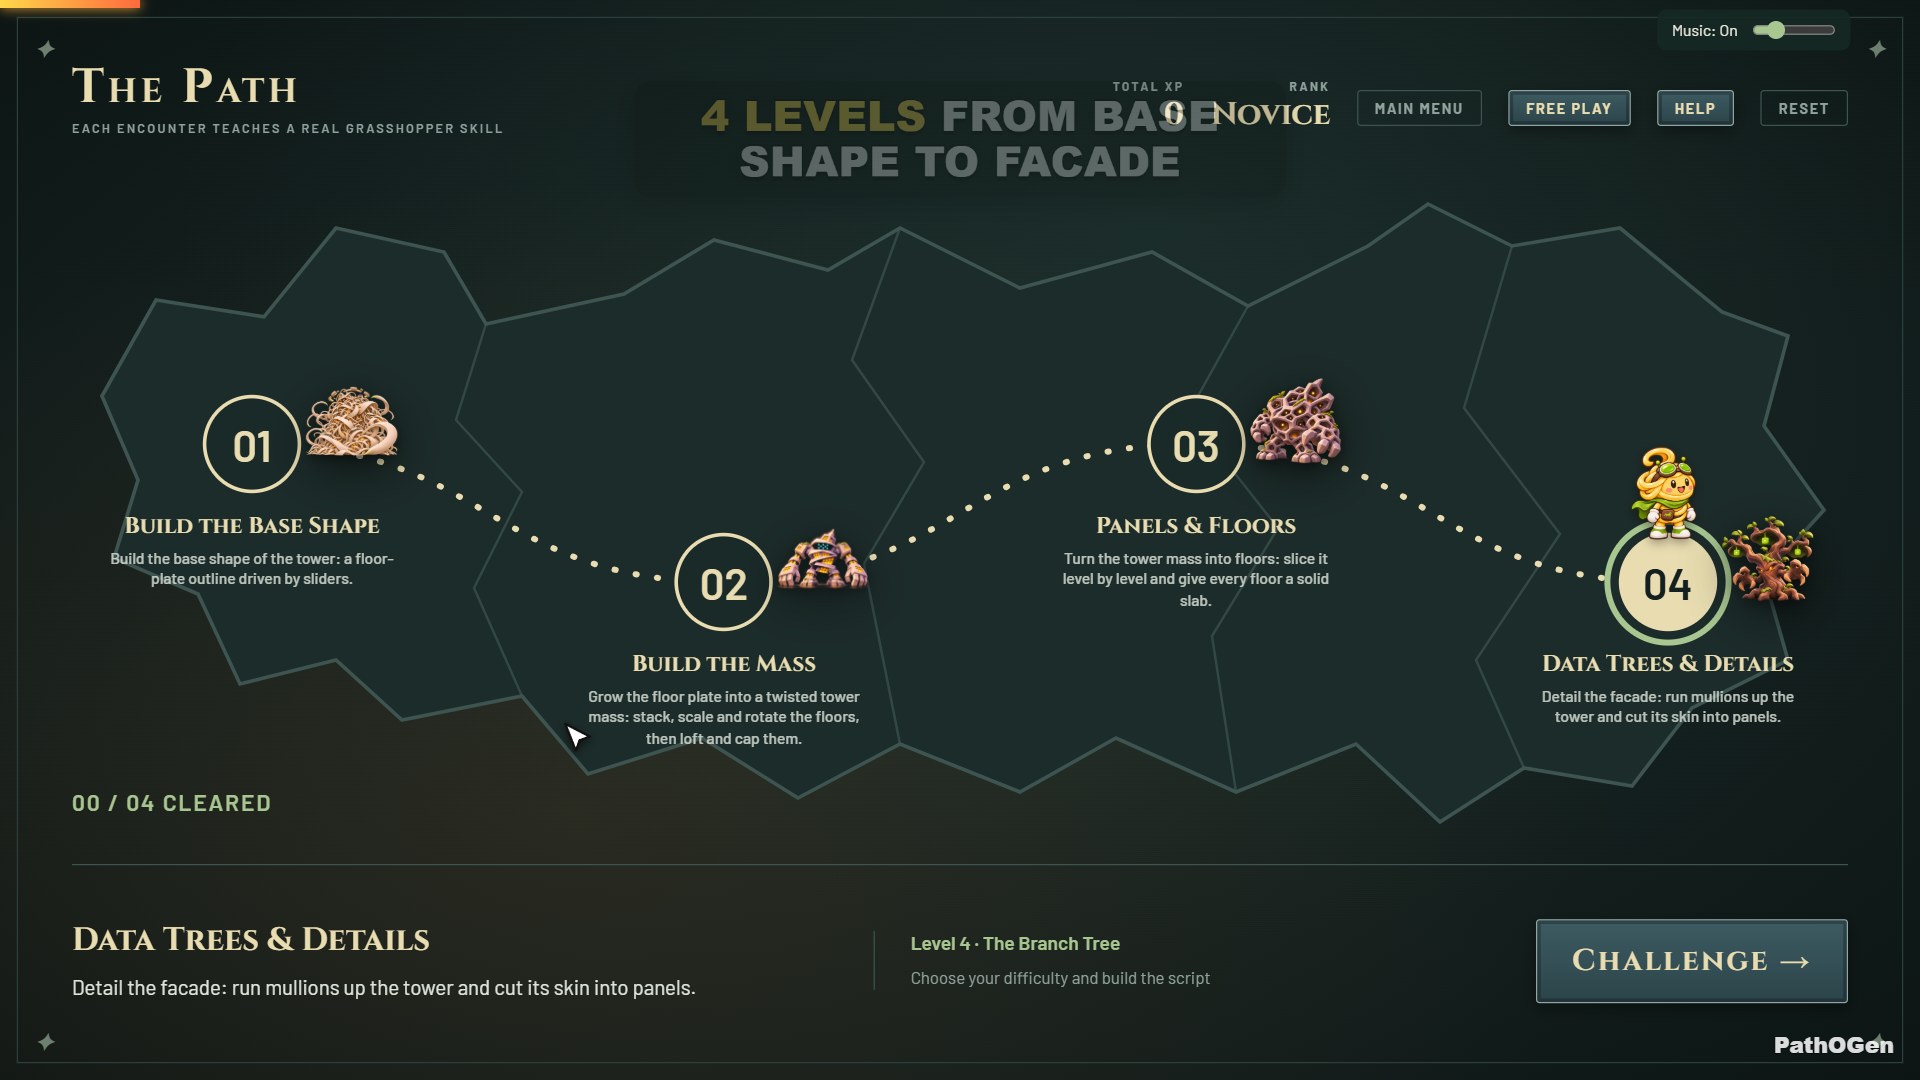 Music: On
THE PATH
EACH ENCOUNTER TEACHES A REAL GRASSHOPPER SKILL
4 LEVELS FROM BASE
SHAPE TO FACADE
TOTAL XP
0
RANK
NOVICE
MAIN MENU
FREE PLAY
HELP
RESET
01
BUILD THE BASE SHAPE
Build the base shape of the tower: a floor-
plate outline driven by sliders.
02
BUILD THE MASS
Grow the floor plate into a twisted tower
mass: stack, scale and rotate the floors,
then loft and cap them.
03
PANELS & FLOORS
Turn the tower mass into floors: slice it
level by level and give every floor a solid
slab.
04
DATA TREES & DETAILS
Detail the facade: run mullions up the
tower and cut its skin into panels.
00 / 04 CLEARED
DATA TREES & DETAILS
Detail the facade: run mullions up the tower and cut its skin into panels.
Level 4 · The Branch Tree
Choose your difficulty and build the script
CHALLENGE →
PathOGen